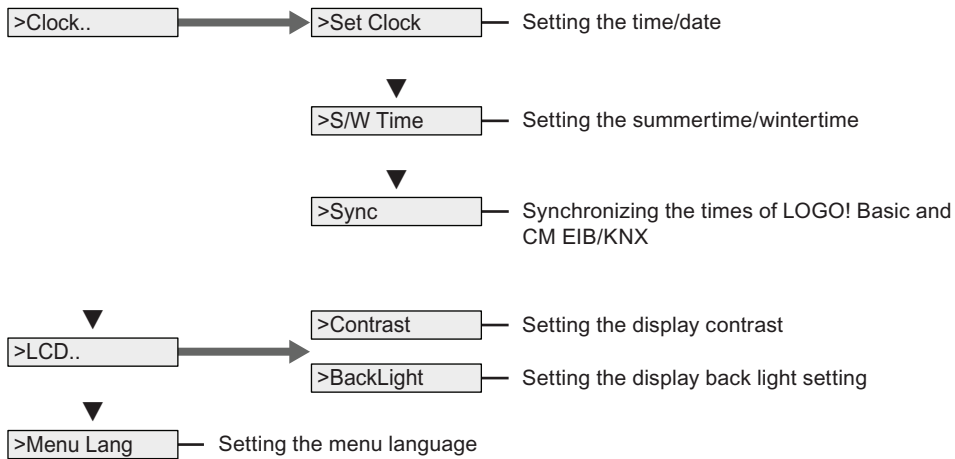 >Clock..
>Set Clock
Setting the time/date
>S/W Time
Setting the summertime/wintertime
>Sync
Synchronizing the times of LOGO! Basic and
CM EIB/KNX
>LCD..
>Contrast
Setting the display contrast
>BackLight
Setting the display back light setting
>Menu Lang
Setting the menu language